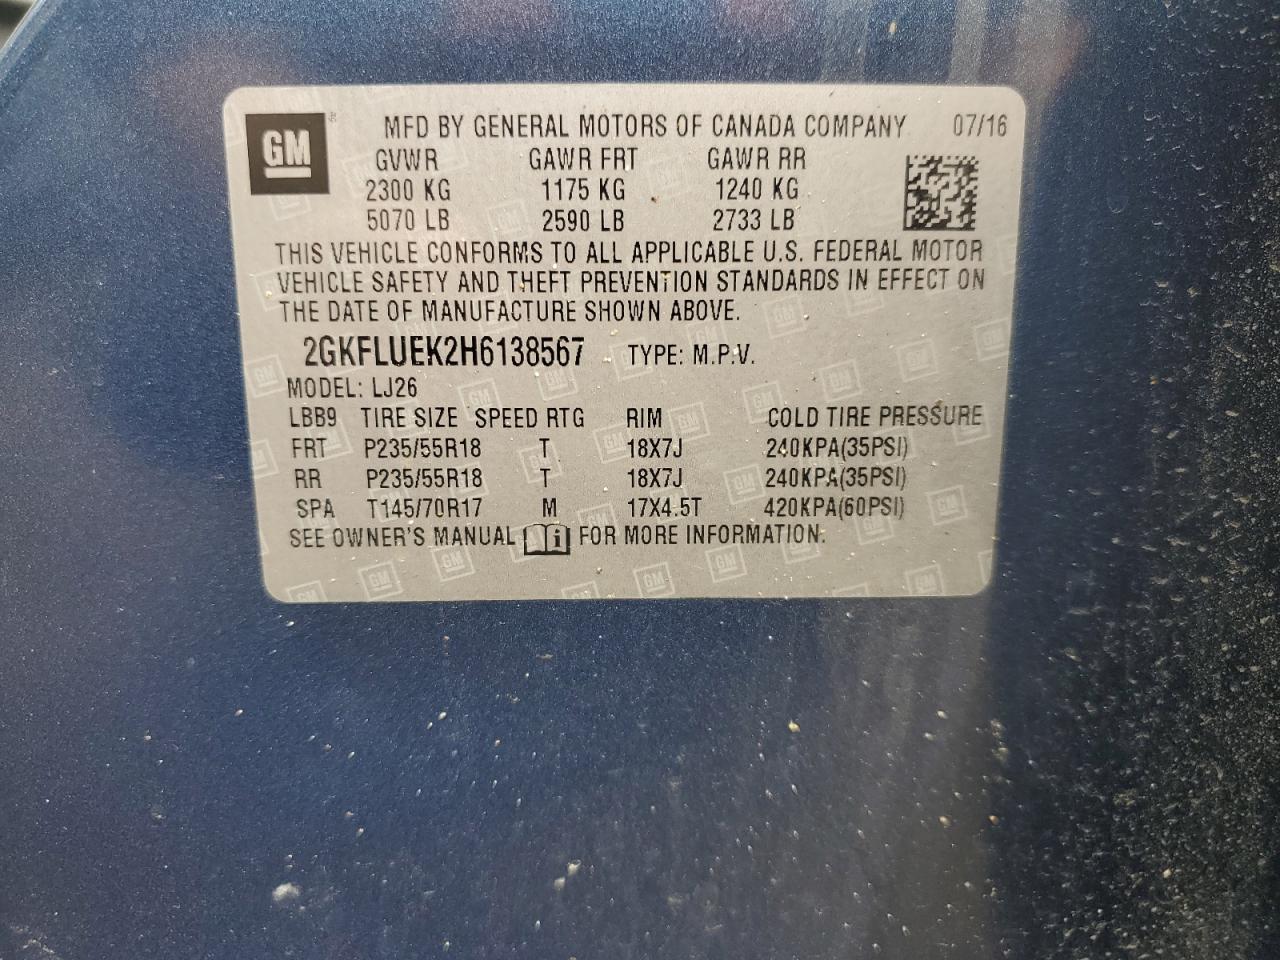 GM MFD BY GENERAL MOTORS OF CANADA COMPANY 07/16
GVWR GAWR FRT GAWR RR
2300 KG 1175 KG 1240 KG
5070 LB 2590 LB 2733 LB
THIS VEHICLE CONFORMS TO ALL APPLICABLE U.S. FEDERAL MOTOR
VEHICLE SAFETY AND THEFT PREVENTION STANDARDS IN EFFECT ON
THE DATE OF MANUFACTURE SHOWN ABOVE.
2GKFLUEK2H6138567 TYPE: M.P.V.
MODEL: LJ26
LBB9 TIRE SIZE SPEED RTG RIM COLD TIRE PRESSURE
FRT P235/55R18 T 18X7J 240KPA(35PSI)
RR P235/55R18 T 18X7J 240KPA(35PSI)
SPA T145/70R17 M 17X4.5T 420KPA(60PSI)
SEE OWNER'S MANUAL i FOR MORE INFORMATION.